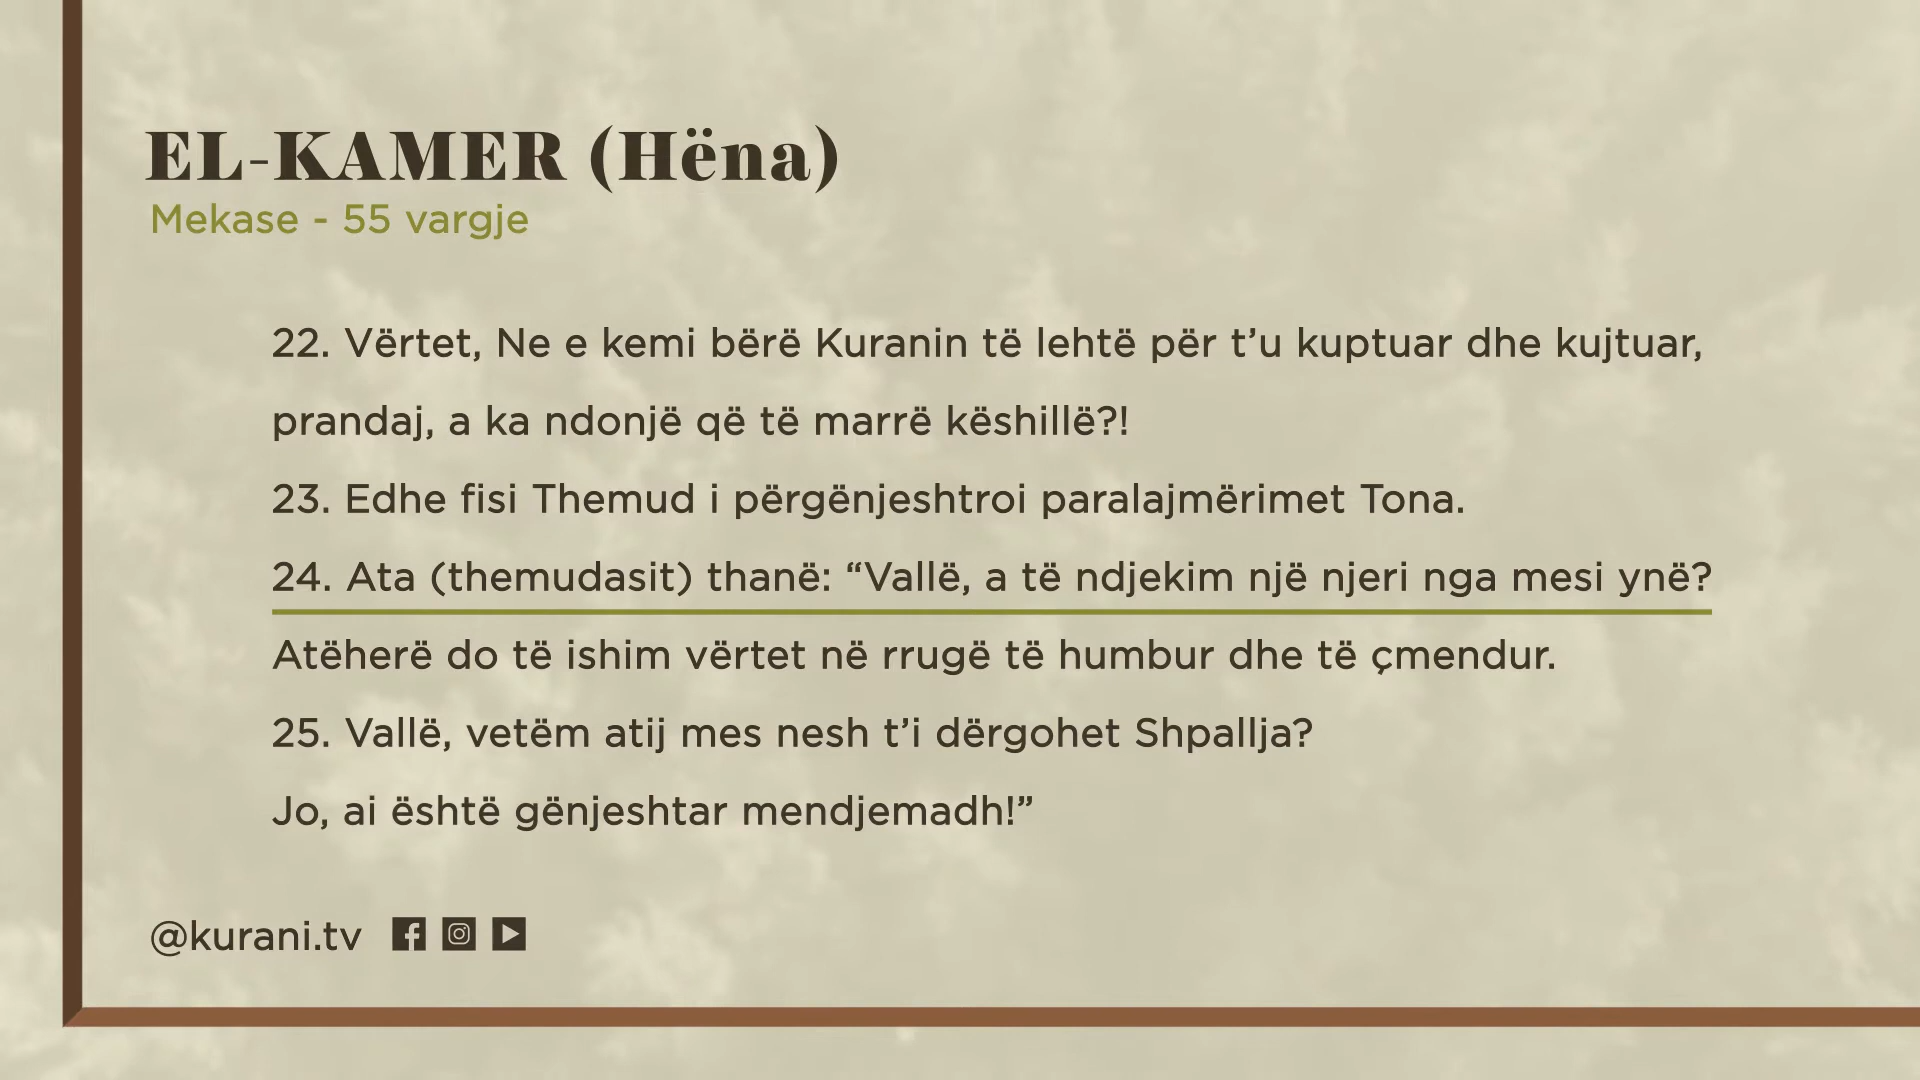 EL-KAMER (Hëna)
Mekase - 55 vargje
22. Vërtet, Ne e kemi bërë Kuranin të lehtë për t’u kuptuar dhe kujtuar,
prandaj, a ka ndonjë që të marrë këshillë?!
23. Edhe fisi Themud i përgënjeshtroi paralajmërimet Tona.
24. Ata (themudasit) thanë: “Vallë, a të ndjekim një njeri nga mesi ynë?
Atëherë do të ishim vërtet në rrugë të humbur dhe të çmendur.
25. Vallë, vetëm atij mes nesh t’i dërgohet Shpallja?
Jo, ai është gënjeshtar mendjemadh!”
@kurani.tv